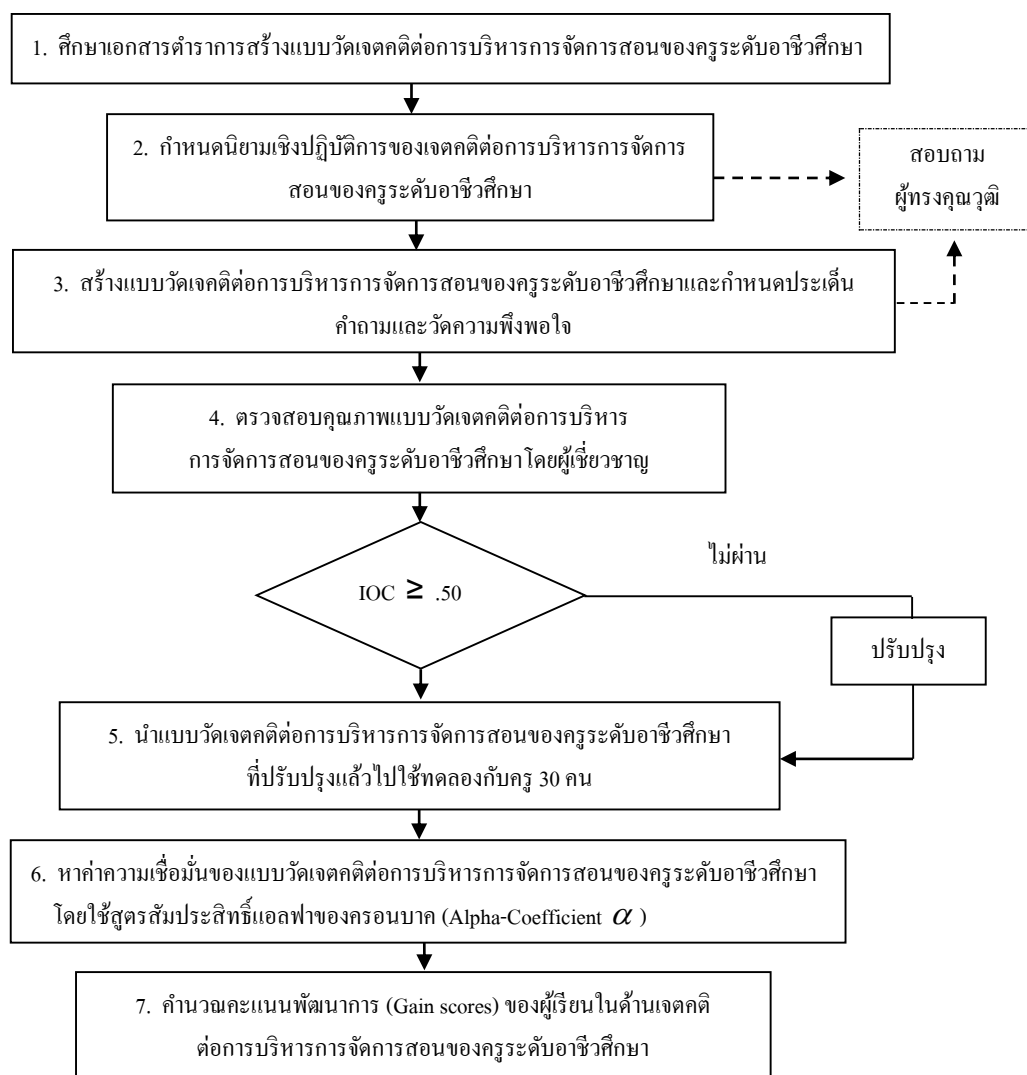 1. ศึกษาเอกสารตำราการสร้างแบบวัดเจตคติต่อการบริหารการจัดการสอนของครูระดับอาชีวศึกษา
2. กำหนดนิยามเชิงปฏิบัติการของเจตคติต่อการบริหารการจัดการ
สอนของครูระดับอาชีวศึกษา
สอบถาม
ผู้ทรงคุณวุฒิ
3. สร้างแบบวัดเจคติต่อการบริหารการจัดการสอนของครูระดับอาชีวศึกษาและกำหนดประเด็น
คำถามและวัดความพึงพอใจ
4. ตรวจสอบคุณภาพแบบวัดเจตคติต่อการบริหาร
การจัดการสอนของครูระดับอาชีวศึกษาโดยผู้เชี่ยวชาญ
ไม่ผ่าน
IOC ≥ .50
ปรับปรุง
5. นำแบบวัดเจตคติต่อการบริหารการจัดการสอนของครูระดับอาชีวศึกษา
ที่ปรับปรุงแล้วไปใช้ทดลองกับครู 30 คน
6. หาค่าความเชื่อมั่นของแบบวัดเจตคติต่อการบริหารการจัดการสอนของครูระดับอาชีวศึกษา
โดยใช้สูตรสัมประสิทธิ์แอลฟาของครอนบาค (Alpha-Coefficient α )
7. คำนวณคะแนนพัฒนาการ (Gain scores) ของผู้เรียนในด้านเจตคติ
ต่อการบริหารการจัดการสอนของครูระดับอาชีวศึกษา